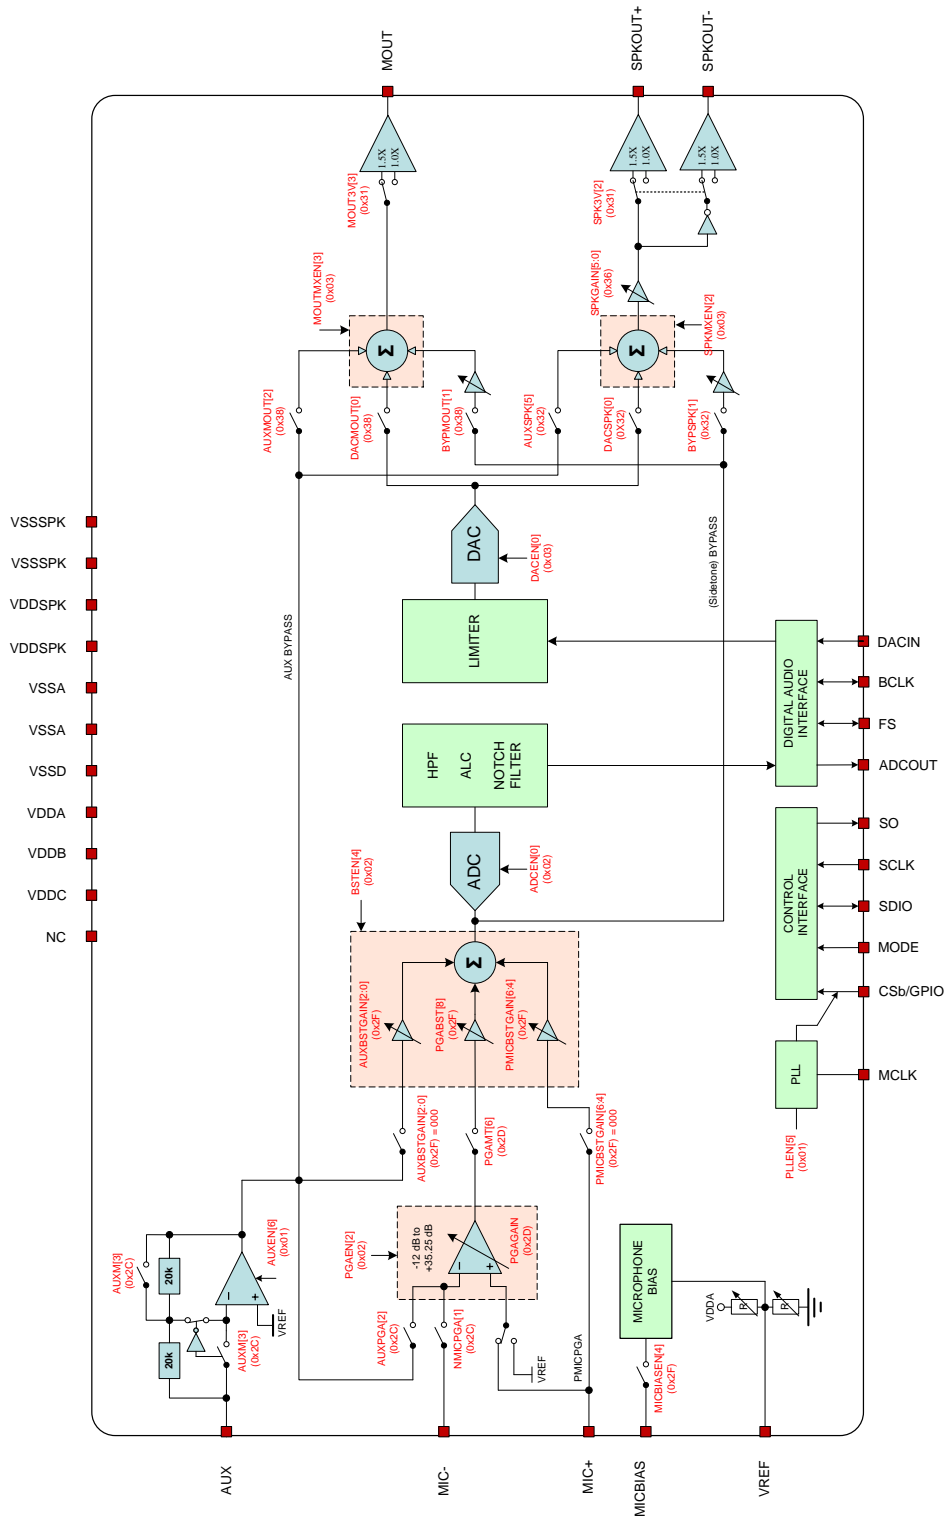 MOUT
SPKOUT+
SPKOUT-
1.5X
1.0X
1.5X
1.0X
1.5X
1.0X
MOUT3V[3]
(0x31)
SPK3V[2]
(0x31)
MOUTMXEN[3]
(0x03)
SPKGAIN[5:0]
(0x36)
SPKMXEN[2]
(0x03)
Σ
Σ
AUXMOUT[2]
(0x38)
DACMOUT[0]
(0x38)
BYPMOUT[1]
(0x38)
AUXSPK[5]
(0x32)
DACSPK[0]
(0X32)
BYPSPK[1]
(0x32)
VSSSPK
VSSSPK
VDDSPK
VDDSPK
VSSA
VSSA
VSSD
VDDA
VDDB
VDDC
NC
DAC
DACEN[0]
(0x03)
AUX BYPASS
(Sidetone) BYPASS
LIMITER
HPF
ALC
NOTCH
FILTER
DIGITAL AUDIO
INTERFACE
DACIN
BCLK
FS
ADCOUT
ADC
ADCEN[0]
(0x02)
BSTEN[4]
(0x02)
CONTROL
INTERFACE
SO
SCLK
SDIO
MODE
CSb/GPIO
Σ
AUXBSTGAIN[2:0]
(0x2F)
PGABST[8]
(0x2F)
PMICBSTGAIN[6:4]
(0x2F)
PLL
MCLK
PLLEN[5]
(0x01)
AUXBSTGAIN[2:0]
(0x2F) = 000
PGAMT[6]
(0x2D)
PMICBSTGAIN[6:4]
(0x2F) = 000
AUXM[3]
(0x2C)
20k
20k
AUXEN[6]
(0x01)
−
+
VREF
AUXM[3]
(0x2C)
PGAEN[2]
(0x02)
-12 dB to
+35.25 dB
PGAGAIN
(0x2D)
−
+
AUXPGA[2]
(0x2C)
NMICPGA[1]
(0x2C)
VREF
PMICPGA
MICROPHONE
BIAS
MICBIASEN[4]
(0x2F)
VDDA
R
R
AUX
MIC-
MIC+
MICBIAS
VREF